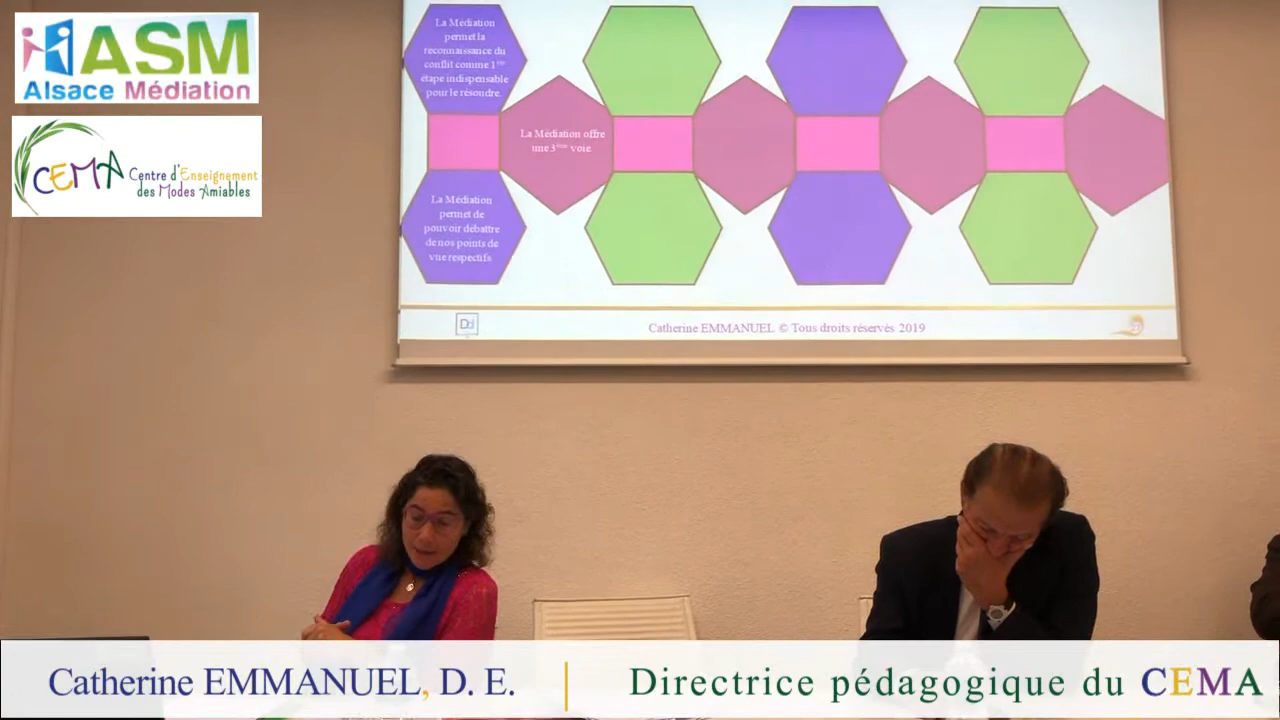 ASM
Alsace Médiation
CEMA Centre d'Enseignement
des Modes Amiables
La Médiation
permet la
reconnaissance du
conflit comme 1ère
étape indispensable
pour le résoudre.
La Médiation offre
une 3ème voie
La Médiation
permet de
pouvoir débattre
de nos points de
vue respectifs
Dd
Catherine EMMANUEL © Tous droits réservés 2019
Catherine EMMANUEL, D. E. | Directrice pédagogique du CEMA